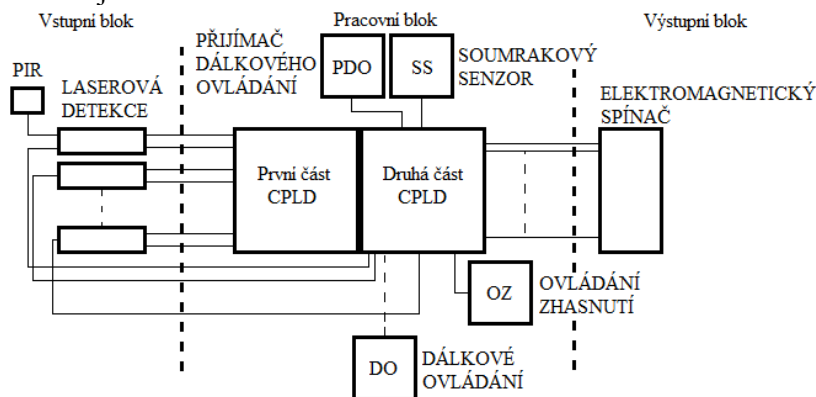 Vstupní blok
Pracovní blok
Výstupní blok
PIR
LASEROVÁ
DETEKCE
PŘIJÍMAČ
DÁLKOVÉHO
OVLÁDÁNÍ
PDO
SS
SOUMRAKOVÝ
SENZOR
ELEKTROMAGNETICKÝ
SPÍNAČ
První část
CPLD
Druhá část
CPLD
OZ
OVLÁDÁNÍ
ZHASNUTÍ
DO
DÁLKOVÉ
OVLÁDÁNÍ